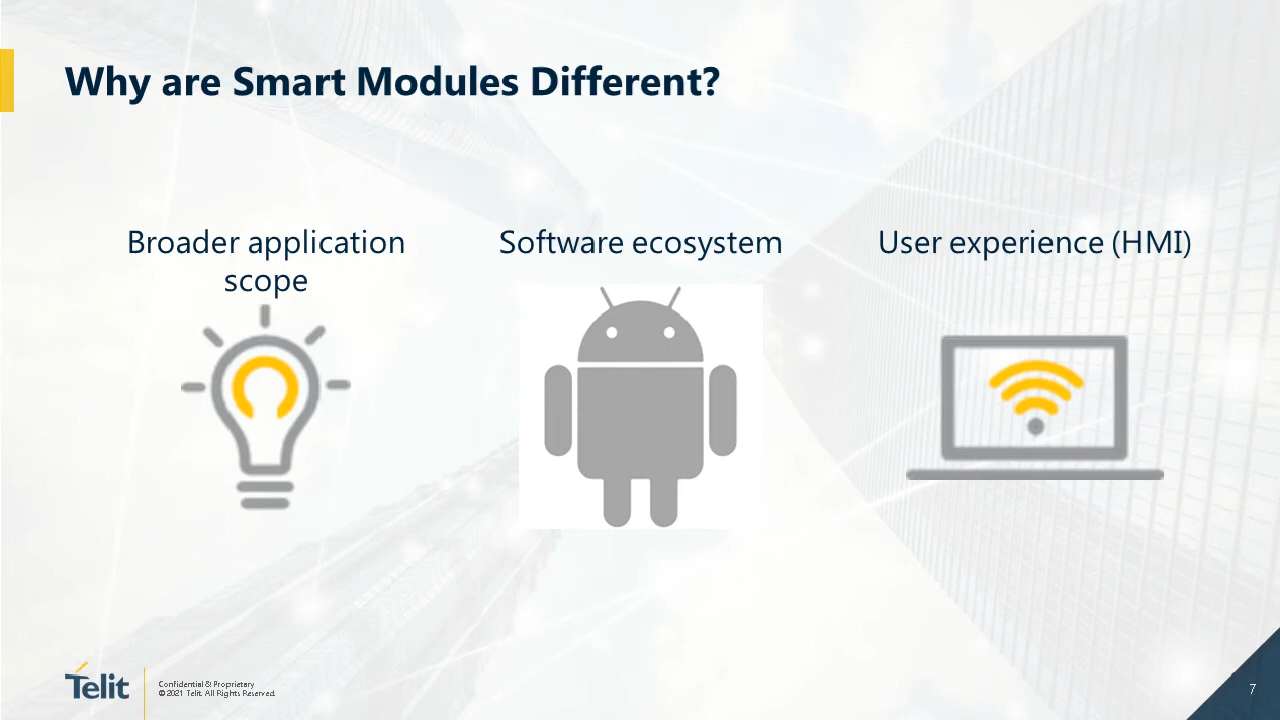 Why are Smart Modules Different?
Broader application
scope
Software ecosystem
User experience (HMI)
Telit
Confidential & Proprietary
© 2021 Telit. All Rights Reserved.
7